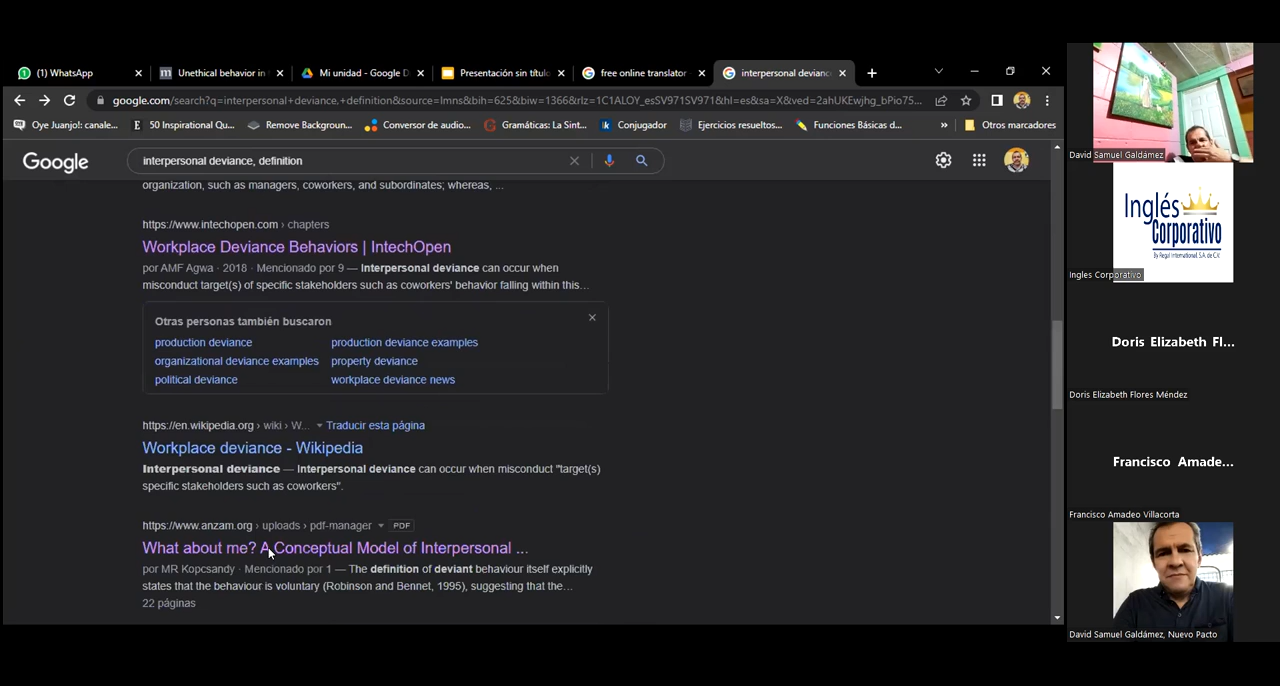 (1) WhatsApp
Unethical behavior in
Mi unidad - Google D
Presentación sin título
free online translator
interpersonal deviance
google.com/search?q=interpersonal+deviance,+definition&source=lmns&bih=625&biw=1366&rlz=1C1ALOY_esSV971SV971&hl=es&sa=X&ved=2ahUKEwjhg_bPio75...
Oye Juanjo!: canale...
50 Inspirational Qu...
Remove Backgroun...
Conversor de audio...
Gramáticas: La Sint...
Conjugador
Ejercicios resueltos...
Funciones Básicas d...
»
Otros marcadores
Google
interpersonal deviance, definition
organization, such as managers, coworkers, and subordinates; whereas, ...
https://www.intechopen.com › chapters
Workplace Deviance Behaviors | IntechOpen
por AMF Agwa · 2018 · Mencionado por 9 — Interpersonal deviance can occur when
misconduct target(s) of specific stakeholders such as coworkers' behavior falling within this...
Otras personas también buscaron
production deviance
production deviance examples
organizational deviance examples
property deviance
political deviance
workplace deviance news
https://en.wikipedia.org › wiki › W...
Traducir esta página
Workplace deviance - Wikipedia
Interpersonal deviance — Interpersonal deviance can occur when misconduct "target(s)
specific stakeholders such as coworkers".
https://www.anzam.org › uploads › pdf-manager
PDF
What about me? A Conceptual Model of Interpersonal ...
por MR Kopcsandy · Mencionado por 1 — The definition of deviant behaviour itself explicitly
states that the behaviour is voluntary (Robinson and Bennet, 1995), suggesting that the...
22 páginas
David Samuel Galdámez
Inglés
Corporativo
By Regal International, S.A. de C.V.
Ingles Corporativo
Doris Elizabeth Fl...
Doris Elizabeth Flores Méndez
Francisco Amade...
Francisco Amadeo Villacorta
David Samuel Galdámez, Nuevo Pacto